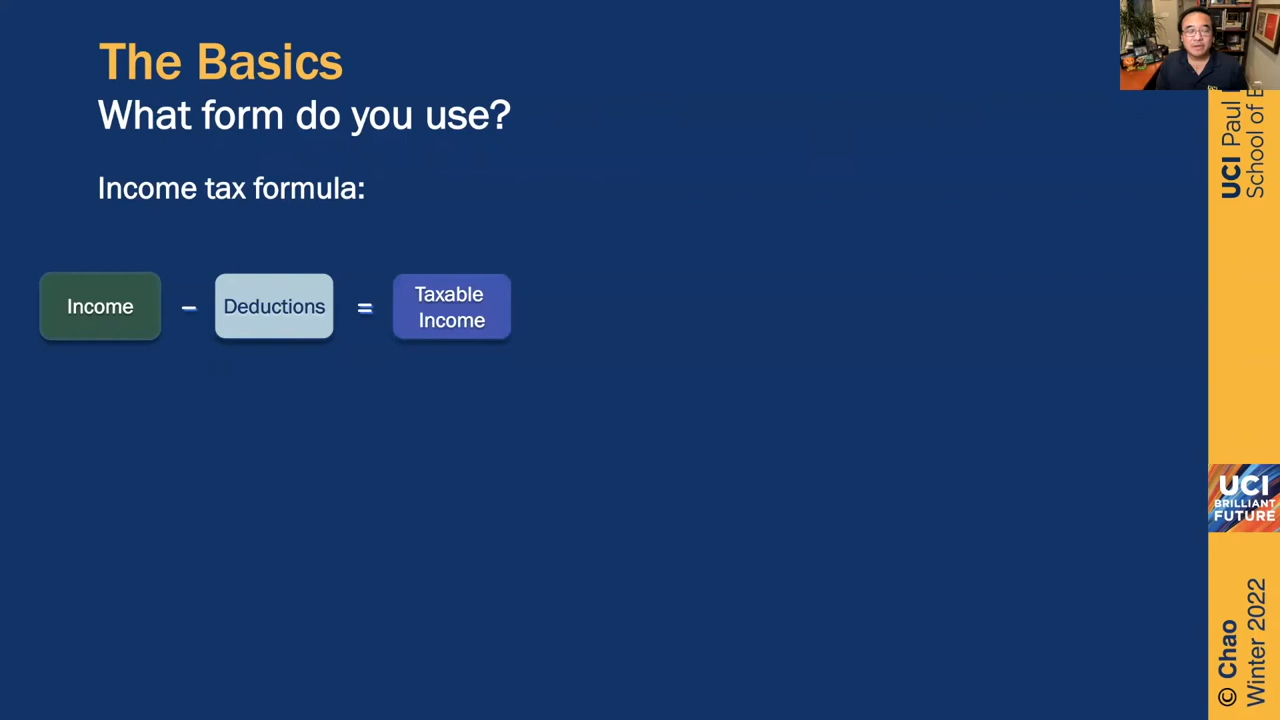 The Basics
What form do you use?
Income tax formula:
Income – Deductions = Taxable
Income
UCI Paul
School of
UCI
BRILLIANT
FUTURE
© Chao
Winter 2022